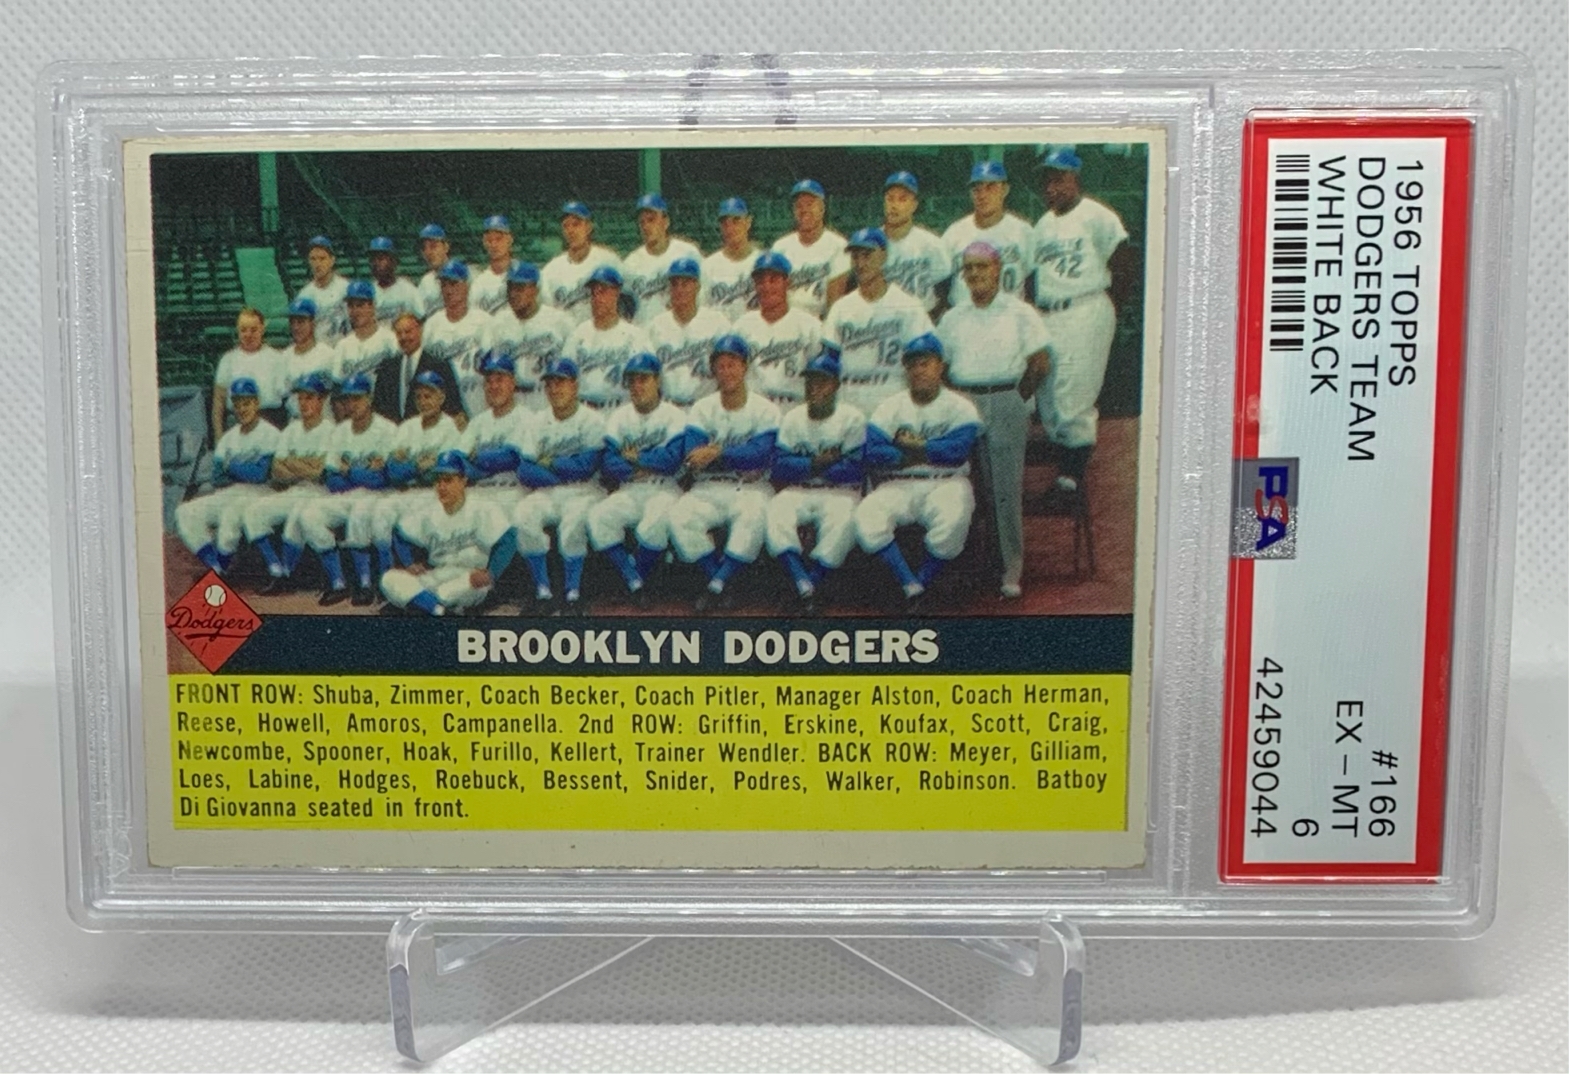 Dodgers
BROOKLYN DODGERS
FRONT ROW: Shuba, Zimmer, Coach Becker, Coach Pitler, Manager Alston, Coach Herman,
Reese, Howell, Amoros, Campanella. 2nd ROW: Griffin, Erskine, Koufax, Scott, Craig,
Newcombe, Spooner, Hoak, Furillo, Kellert, Trainer Wendler. BACK ROW: Meyer, Gilliam,
Loes, Labine, Hodges, Roebuck, Bessent, Snider, Podres, Walker, Robinson. Batboy
Di Giovanna seated in front.
1956 TOPPS #166
DODGERS TEAM EX - MT
WHITE BACK 6
PSA 42459044
42
Dodgers
12